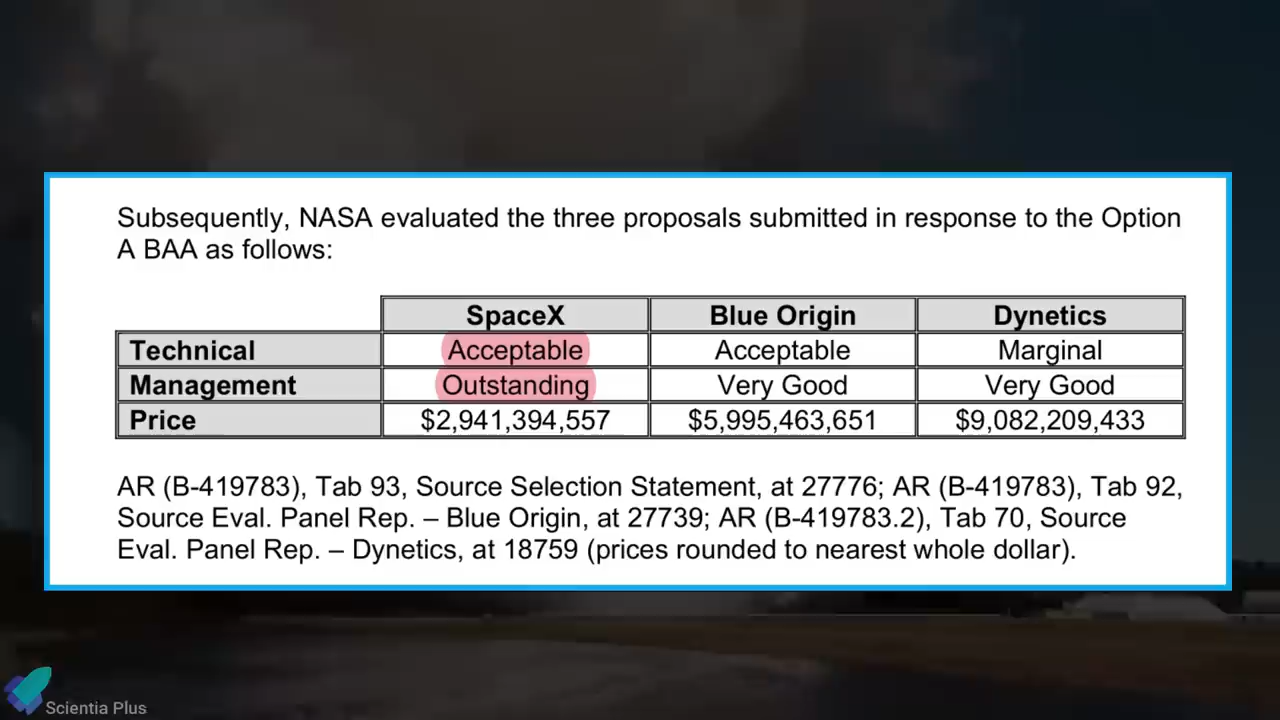 Subsequently, NASA evaluated the three proposals submitted in response to the Option
A BAA as follows:
SpaceX Blue Origin Dynetics
Technical Acceptable Acceptable Marginal
Management Outstanding Very Good Very Good
Price $2,941,394,557 $5,995,463,651 $9,082,209,433
AR (B-419783), Tab 93, Source Selection Statement, at 27776; AR (B-419783), Tab 92,
Source Eval. Panel Rep. – Blue Origin, at 27739; AR (B-419783.2), Tab 70, Source
Eval. Panel Rep. – Dynetics, at 18759 (prices rounded to nearest whole dollar).
Scientia Plus